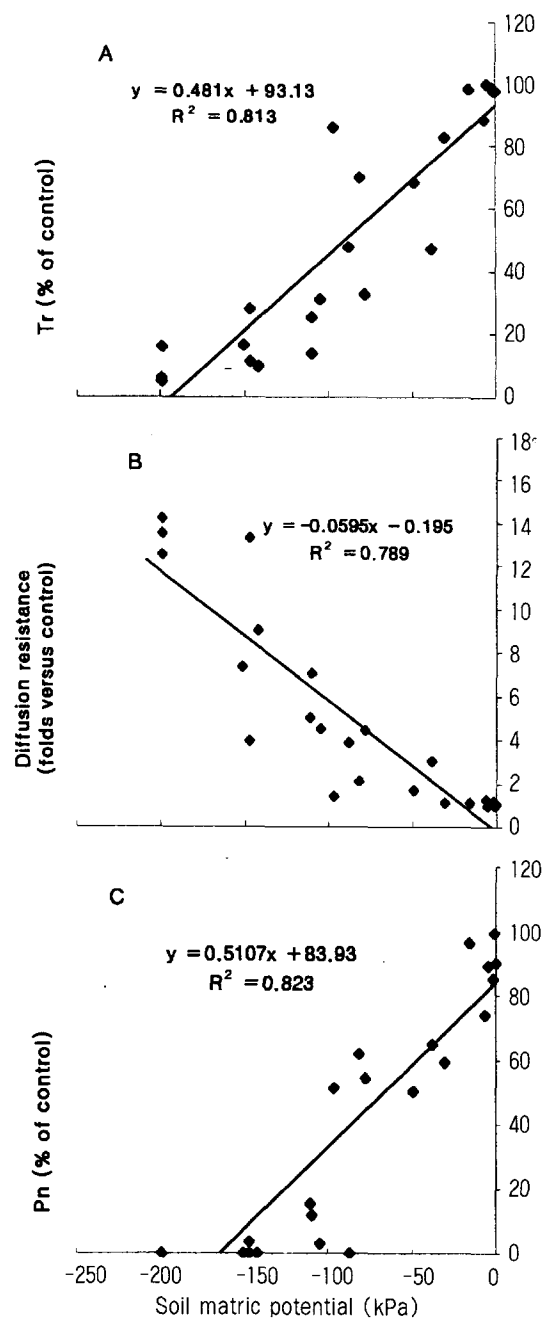 A
y = 0.481x + 93.13
R² = 0.813
Tr (% of control)
120
100
80
60
40
20
0
B
y = -0.0595x - 0.195
R² = 0.789
Diffusion resistance
(folds versus control)
18
16
14
12
10
8
6
4
2
0
C
y = 0.5107x + 83.93
R² = 0.823
Pn (% of control)
120
100
80
60
40
20
0
-250 -200 -150 -100 -50 0
Soil matric potential (kPa)